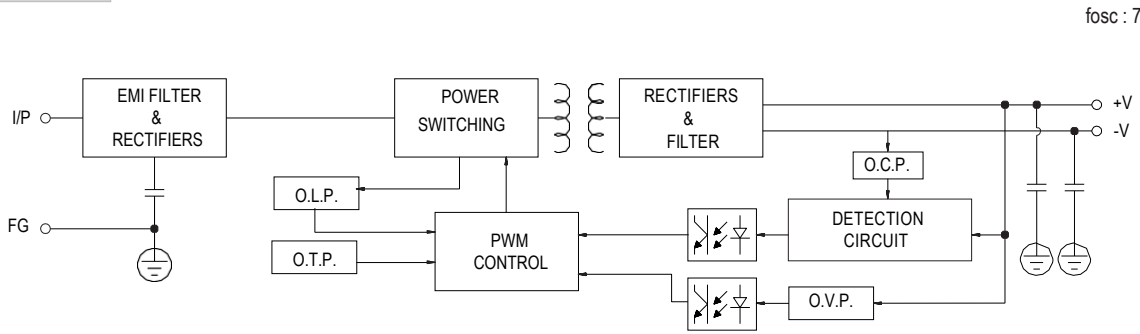 fosc : 7
I/P
EMI FILTER
&
RECTIFIERS
POWER
SWITCHING
RECTIFIERS
&
FILTER
+V
-V
O.C.P.
O.L.P.
FG
PWM
CONTROL
DETECTION
CIRCUIT
O.T.P.
O.V.P.